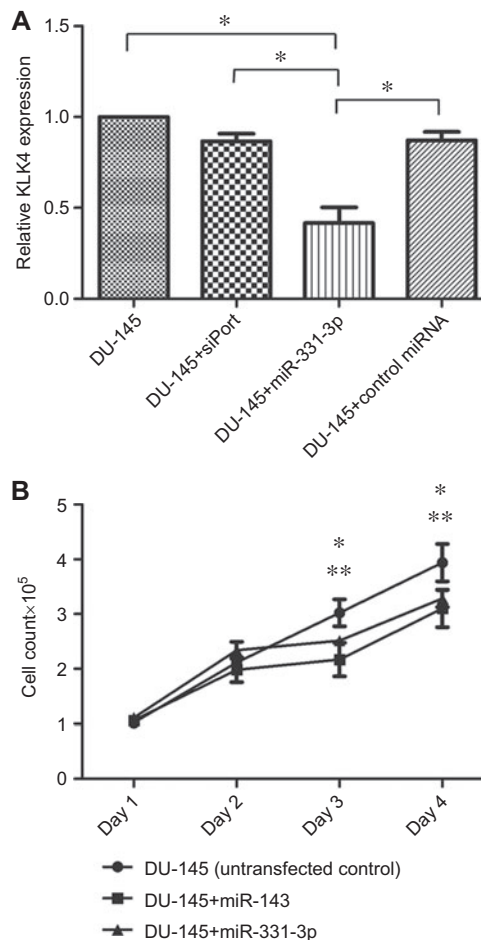 A
Relative KLK4 expression
1.5
1.0
0.5
0.0
*
*
*
DU-145
DU-145+siPort
DU-145+miR-331-3p
DU-145+control miRNA
B
Cell count×10⁵
5
4
3
2
1
0
*
**
*
**
Day 1
Day 2
Day 3
Day 4
DU-145 (untransfected control)
DU-145+miR-143
DU-145+miR-331-3p